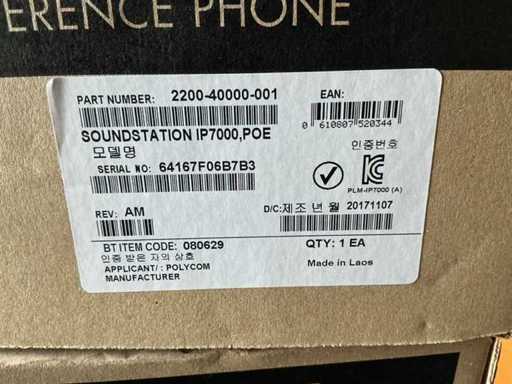 ERENCE PHONE
PART NUMBER: 2200-40000-001
EAN:
0 610807 520344
SOUNDSTATION IP7000,POE
모델명
인증번호
SERIAL NO: 64167F06B7B3
PLM-IP7000 (A)
REV: AM
D/C:제조 년 월 20171107
BT ITEM CODE: 080629
QTY: 1 EA
인증 받은 자의 상호
APPLICANT/ : POLYCOM
MANUFACTURER
Made in Laos